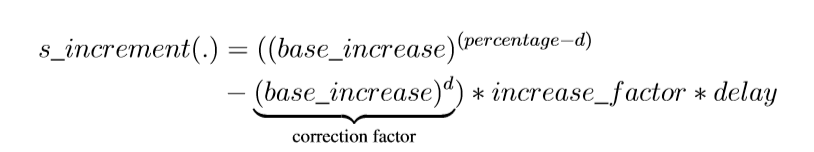 s_increment(.) = ((base_increase)^(percentage−d)
− (base_increase)^d) ∗ increase_factor ∗ delay
correction factor